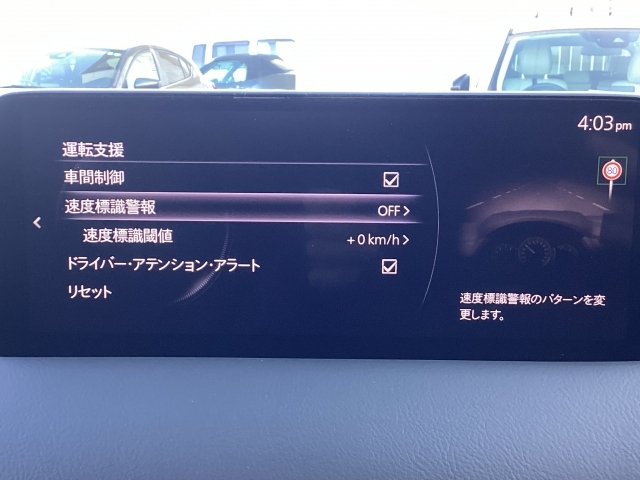 4:03pm
運転支援
車間制御
速度標識警報 OFF
速度標識閾値 +0 km/h
ドライバー・アテンション・アラート
リセット
80
速度標識警報のパターンを変
更します。